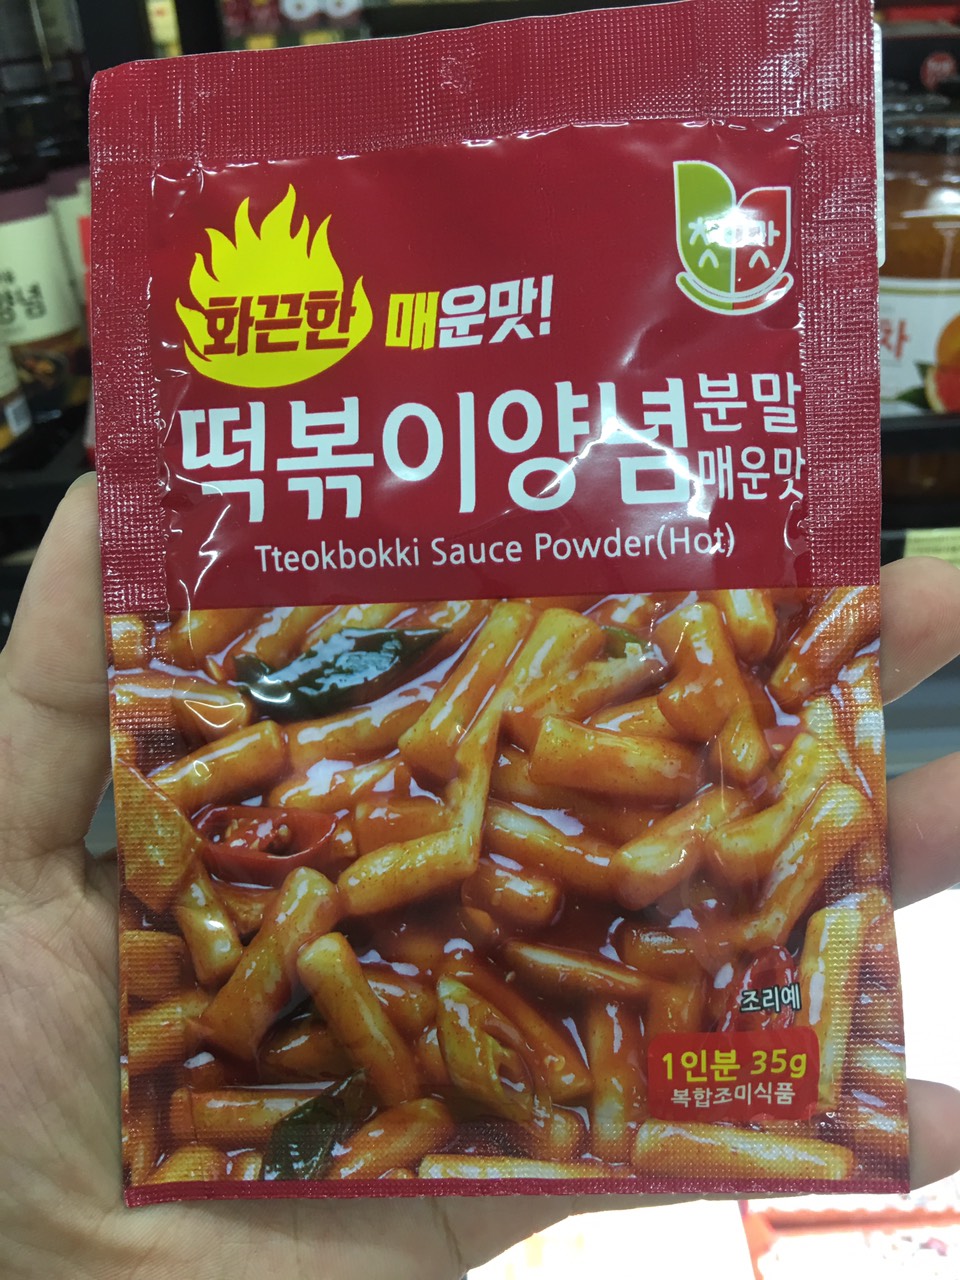 화끈한 매운맛!
떡볶이양념 분말
매운맛
Tteokbokki Sauce Powder(Hot)
조리예
1인분 35g
복합조미식품
차